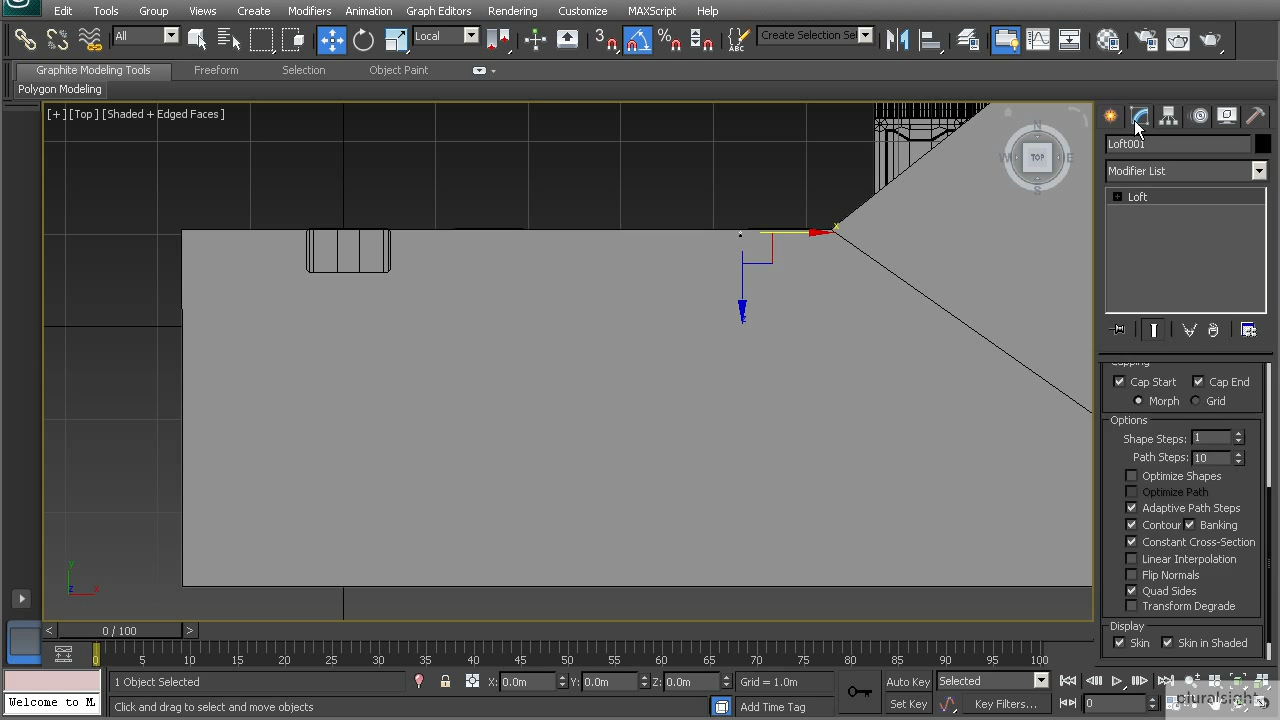 Edit Tools Group Views Create Modifiers Animation Graph Editors Rendering Customize MAXScript Help
All Local 3 Create Selection Se
Graphite Modeling Tools Freeform Selection Object Paint
Polygon Modeling
[+] [Top] [Shaded + Edged Faces]
N
W TOP E
S
x
z
y
z x
Loft001
Modifier List
Loft
Cap Start Cap End
Morph Grid
Options
Shape Steps: 1
Path Steps: 10
Optimize Shapes
Optimize Path
Adaptive Path Steps
Contour Banking
Constant Cross-Section
Linear Interpolation
Flip Normals
Quad Sides
Transform Degrade
Display
Skin Skin in Shaded
< 0 / 100 >
0 5 10 15 20 25 30 35 40 45 50 55 60 65 70 75 80 85 90 95 100
1 Object Selected X: 0.0m Y: 0.0m Z: 0.0m Grid = 1.0m Auto Key Selected
Welcome to M Click and drag to select and move objects Add Time Tag Set Key Key Filters... 0